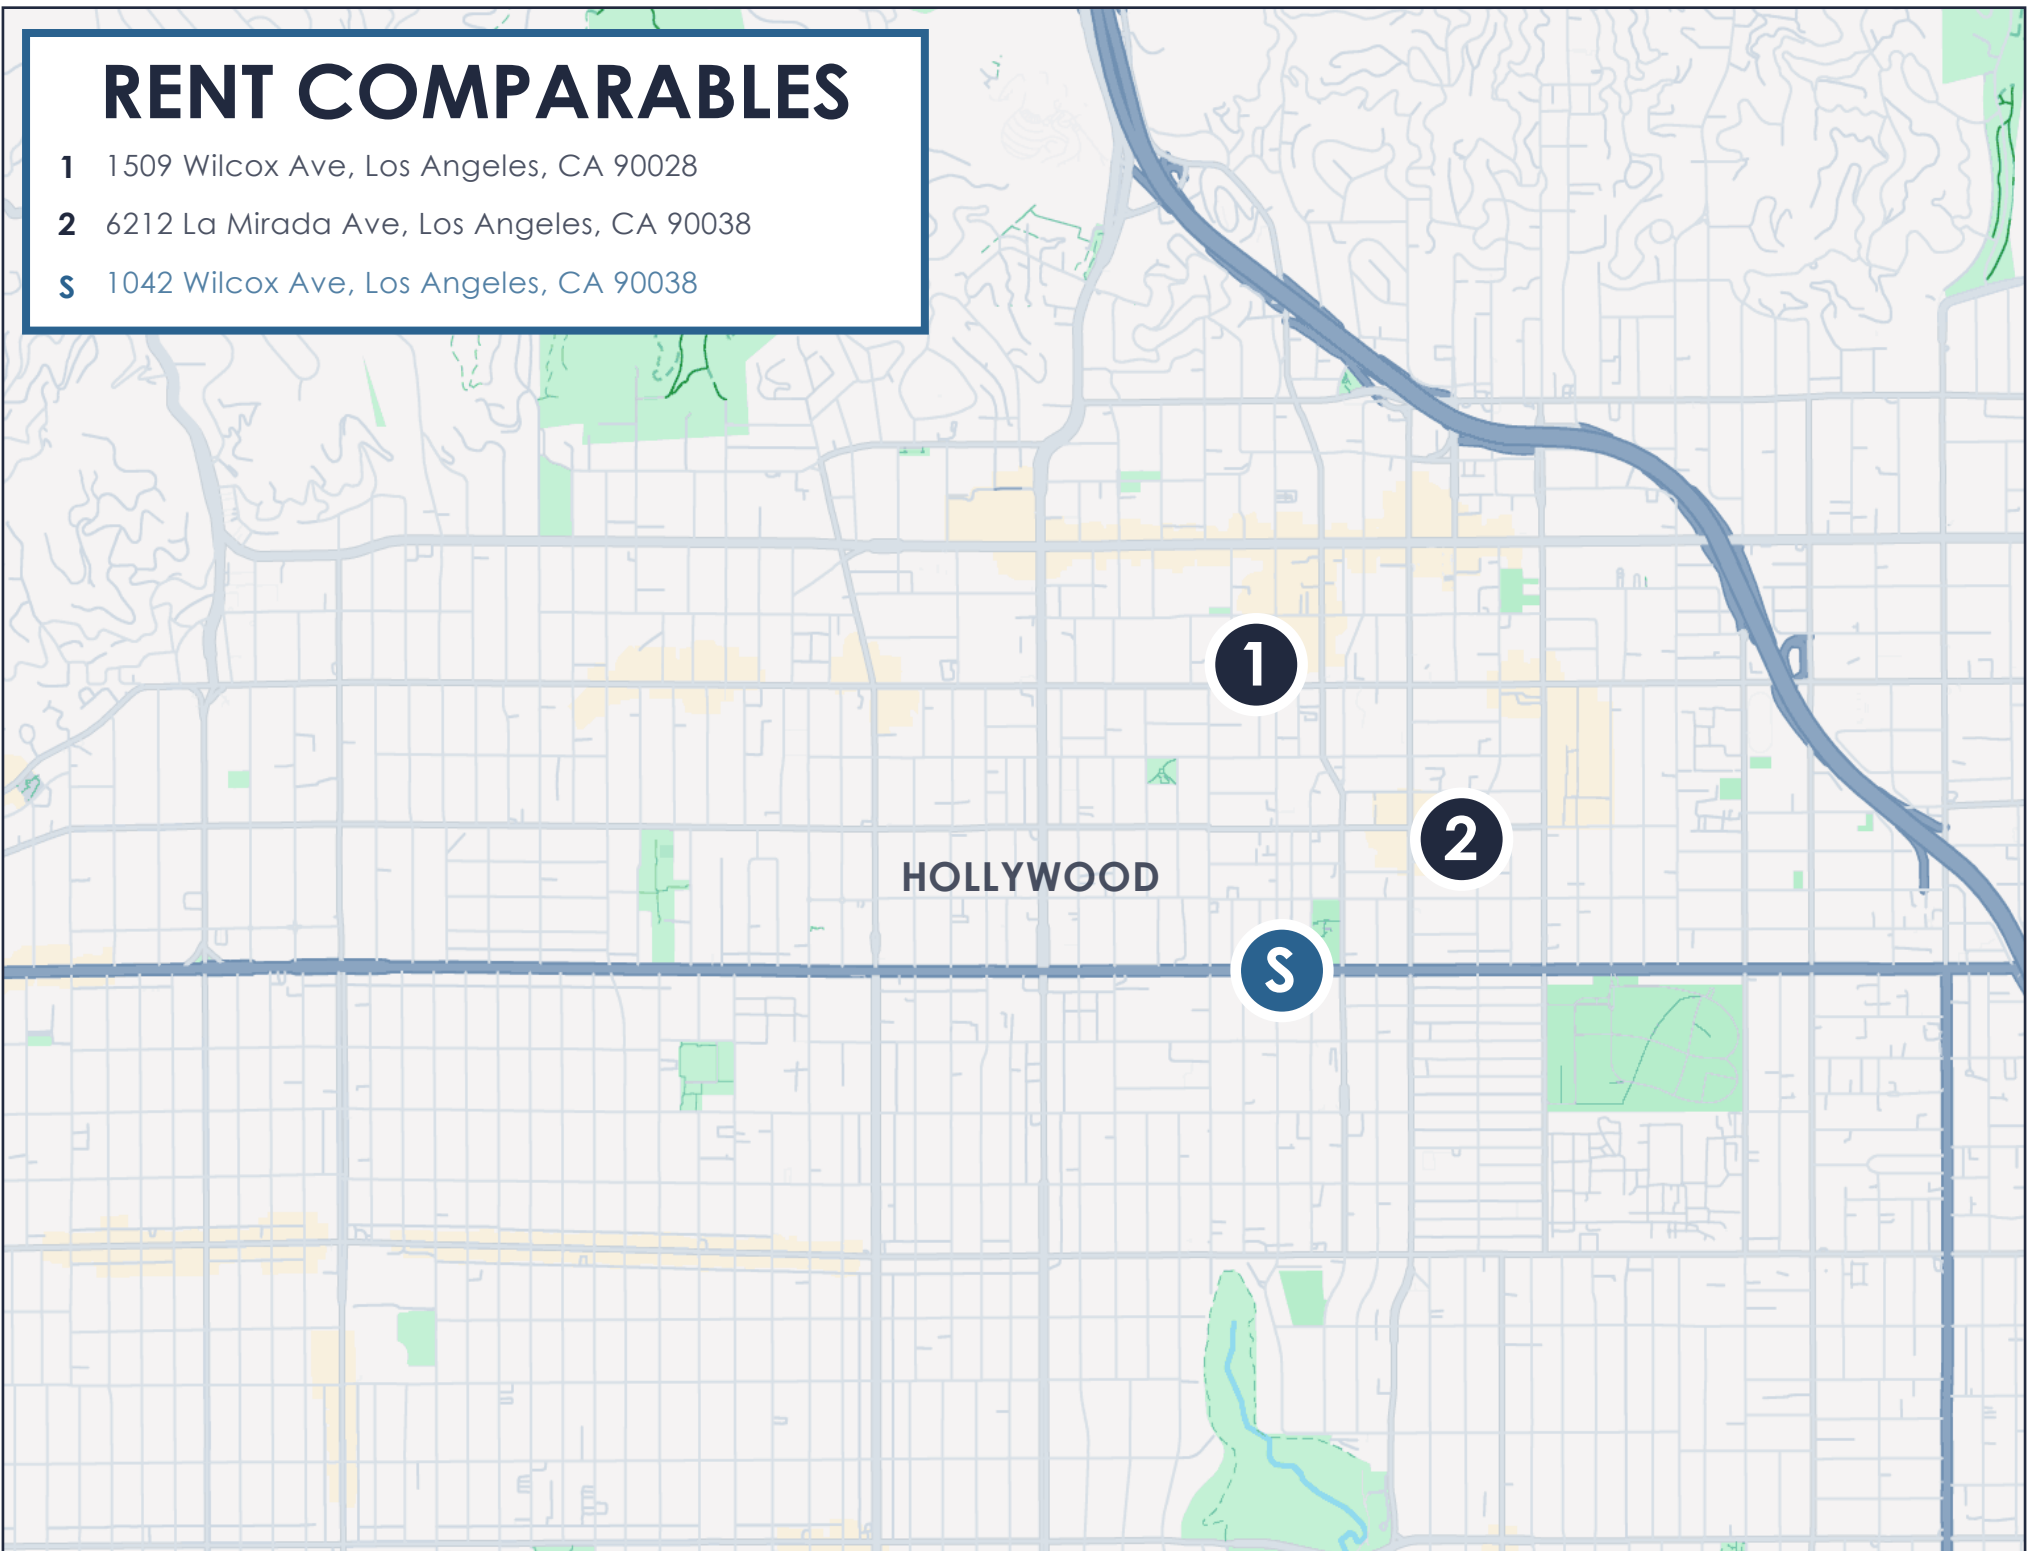 RENT COMPARABLES
1 1509 Wilcox Ave, Los Angeles, CA 90028
2 6212 La Mirada Ave, Los Angeles, CA 90038
S 1042 Wilcox Ave, Los Angeles, CA 90038
1
2
HOLLYWOOD
S